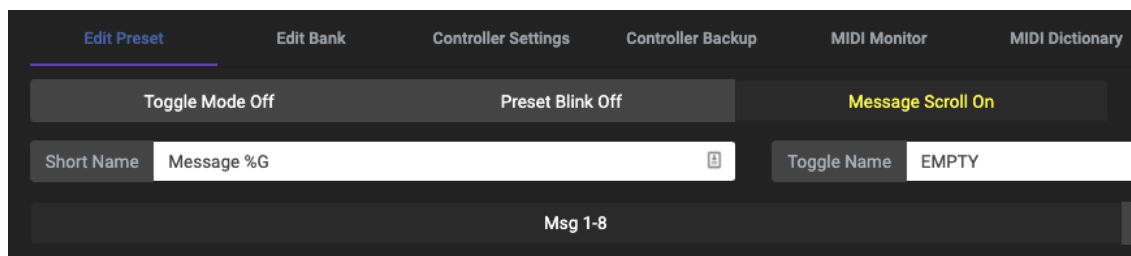 Edit Preset Edit Bank Controller Settings Controller Backup MIDI Monitor MIDI Dictionary
Toggle Mode Off Preset Blink Off Message Scroll On
Short Name Message %G Toggle Name EMPTY
Msg 1-8